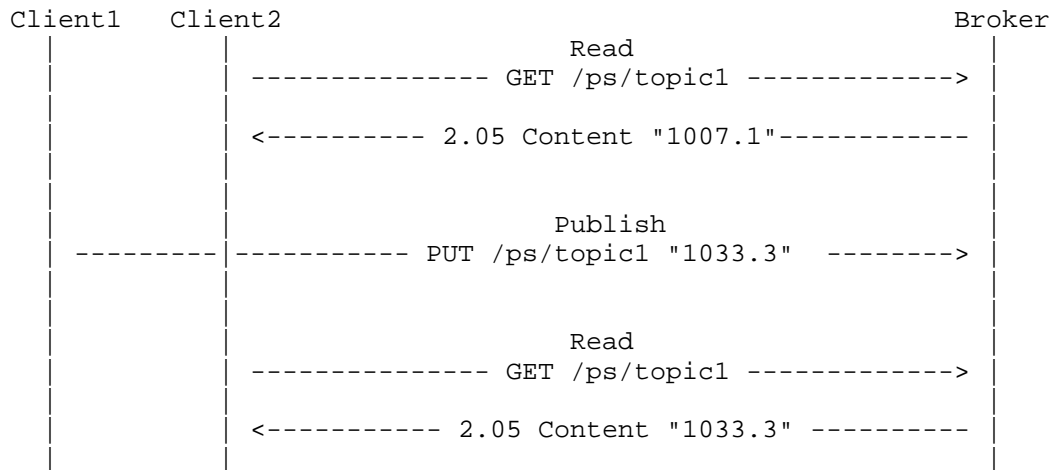 Client1 Client2 Broker
Read
GET /ps/topic1
2.05 Content "1007.1"
Publish
PUT /ps/topic1 "1033.3"
Read
GET /ps/topic1
2.05 Content "1033.3"